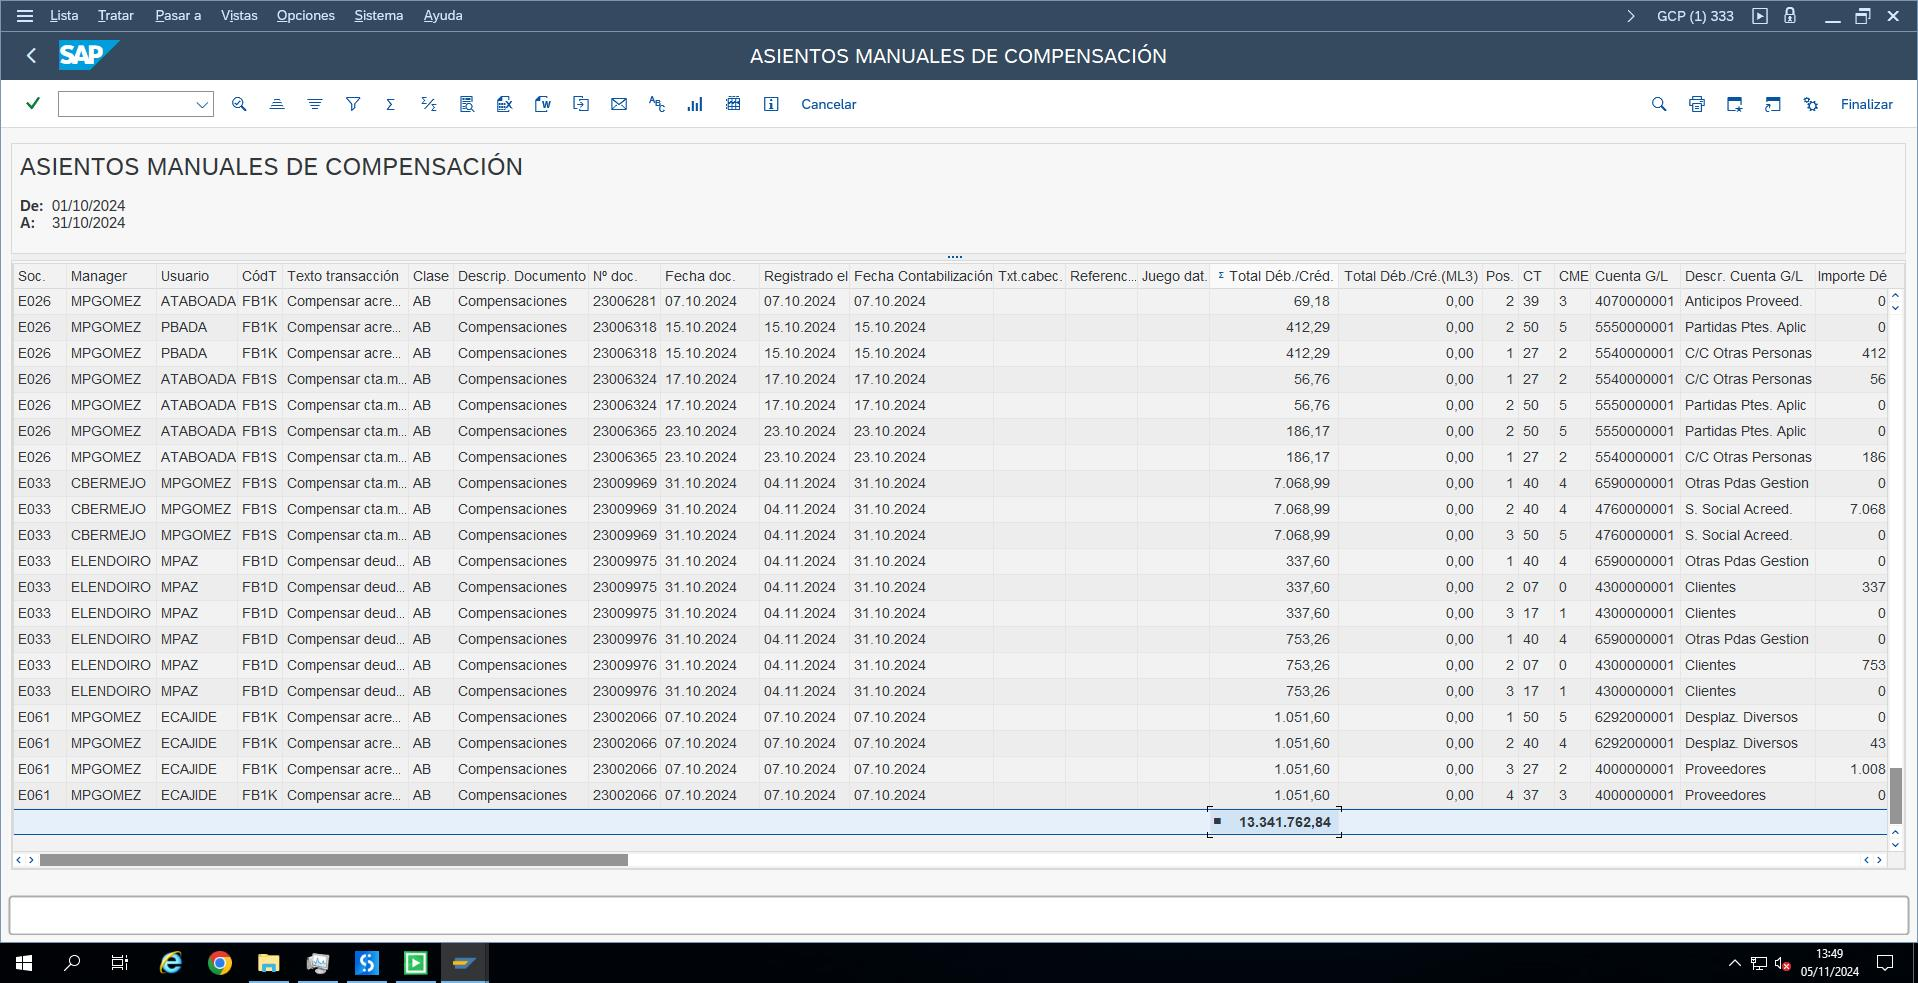 Lista Tratar Pasar a Vistas Opciones Sistema Ayuda GCP (1) 333
SAP ASIENTOS MANUALES DE COMPENSACIÓN
Cancelar Finalizar
ASIENTOS MANUALES DE COMPENSACIÓN
De: 01/10/2024
A: 31/10/2024
Soc. Manager Usuario CódT Texto transacción Clase Descrip. Documento Nº doc. Fecha doc. Registrado el Fecha Contabilización Txt.cabec. Referenc... Juego dat. Σ Total Déb./Créd. Total Déb./Cré.(ML3) Pos. CT CME Cuenta G/L Descr. Cuenta G/L Importe Dé
E026 MPGOMEZ ATABOADA FB1K Compensar acre... AB Compensaciones 23006281 07.10.2024 07.10.2024 07.10.2024 69,18 0,00 2 39 3 4070000001 Anticipos Proveed. 0
E026 MPGOMEZ PBADA FB1K Compensar acre... AB Compensaciones 23006318 15.10.2024 15.10.2024 15.10.2024 412,29 0,00 2 50 5 5550000001 Partidas Ptes. Aplic 0
E026 MPGOMEZ PBADA FB1K Compensar acre... AB Compensaciones 23006318 15.10.2024 15.10.2024 15.10.2024 412,29 0,00 1 27 2 5540000001 C/C Otras Personas 412
E026 MPGOMEZ ATABOADA FB1S Compensar cta.m... AB Compensaciones 23006324 17.10.2024 17.10.2024 17.10.2024 56,76 0,00 1 27 2 5540000001 C/C Otras Personas 56
E026 MPGOMEZ ATABOADA FB1S Compensar cta.m... AB Compensaciones 23006324 17.10.2024 17.10.2024 17.10.2024 56,76 0,00 2 50 5 5550000001 Partidas Ptes. Aplic 0
E026 MPGOMEZ ATABOADA FB1S Compensar cta.m... AB Compensaciones 23006365 23.10.2024 23.10.2024 23.10.2024 186,17 0,00 2 50 5 5550000001 Partidas Ptes. Aplic 0
E026 MPGOMEZ ATABOADA FB1S Compensar cta.m... AB Compensaciones 23006365 23.10.2024 23.10.2024 23.10.2024 186,17 0,00 1 27 2 5540000001 C/C Otras Personas 186
E033 CBERMEJO MPGOMEZ FB1S Compensar cta.m... AB Compensaciones 23009969 31.10.2024 04.11.2024 31.10.2024 7.068,99 0,00 1 40 4 6590000001 Otras Pdas Gestion 0
E033 CBERMEJO MPGOMEZ FB1S Compensar cta.m... AB Compensaciones 23009969 31.10.2024 04.11.2024 31.10.2024 7.068,99 0,00 2 40 4 4760000001 S. Social Acreed. 7.068
E033 CBERMEJO MPGOMEZ FB1S Compensar cta.m... AB Compensaciones 23009969 31.10.2024 04.11.2024 31.10.2024 7.068,99 0,00 3 50 5 4760000001 S. Social Acreed. 0
E033 ELENDOIRO MPAZ FB1D Compensar deud... AB Compensaciones 23009975 31.10.2024 04.11.2024 31.10.2024 337,60 0,00 1 40 4 6590000001 Otras Pdas Gestion 0
E033 ELENDOIRO MPAZ FB1D Compensar deud... AB Compensaciones 23009975 31.10.2024 04.11.2024 31.10.2024 337,60 0,00 2 07 0 4300000001 Clientes 337
E033 ELENDOIRO MPAZ FB1D Compensar deud... AB Compensaciones 23009975 31.10.2024 04.11.2024 31.10.2024 337,60 0,00 3 17 1 4300000001 Clientes 0
E033 ELENDOIRO MPAZ FB1D Compensar deud... AB Compensaciones 23009976 31.10.2024 04.11.2024 31.10.2024 753,26 0,00 1 40 4 6590000001 Otras Pdas Gestion 0
E033 ELENDOIRO MPAZ FB1D Compensar deud... AB Compensaciones 23009976 31.10.2024 04.11.2024 31.10.2024 753,26 0,00 2 07 0 4300000001 Clientes 753
E033 ELENDOIRO MPAZ FB1D Compensar deud... AB Compensaciones 23009976 31.10.2024 04.11.2024 31.10.2024 753,26 0,00 3 17 1 4300000001 Clientes 0
E061 MPGOMEZ ECAJIDE FB1K Compensar acre... AB Compensaciones 23002066 07.10.2024 07.10.2024 07.10.2024 1.051,60 0,00 1 50 5 6292000001 Desplaz. Diversos 0
E061 MPGOMEZ ECAJIDE FB1K Compensar acre... AB Compensaciones 23002066 07.10.2024 07.10.2024 07.10.2024 1.051,60 0,00 2 40 4 6292000001 Desplaz. Diversos 43
E061 MPGOMEZ ECAJIDE FB1K Compensar acre... AB Compensaciones 23002066 07.10.2024 07.10.2024 07.10.2024 1.051,60 0,00 3 27 2 4000000001 Proveedores 1.008
E061 MPGOMEZ ECAJIDE FB1K Compensar acre... AB Compensaciones 23002066 07.10.2024 07.10.2024 07.10.2024 1.051,60 0,00 4 37 3 4000000001 Proveedores 0
13.341.762,84
13:49
05/11/2024